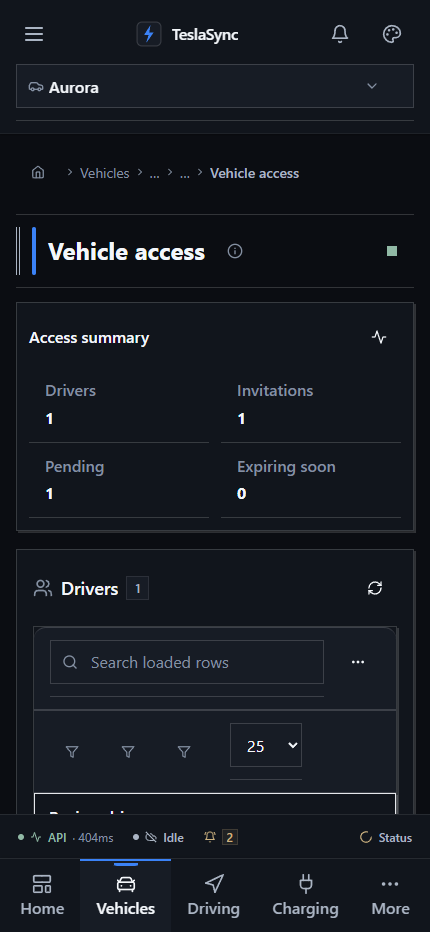 TeslaSync
Aurora
Vehicles ... ... Vehicle access
Vehicle access
Access summary
Drivers Invitations
1 1
Pending Expiring soon
1 0
Drivers 1
Search loaded rows
25
API · 404ms Idle 2 Status
Home Vehicles Driving Charging More